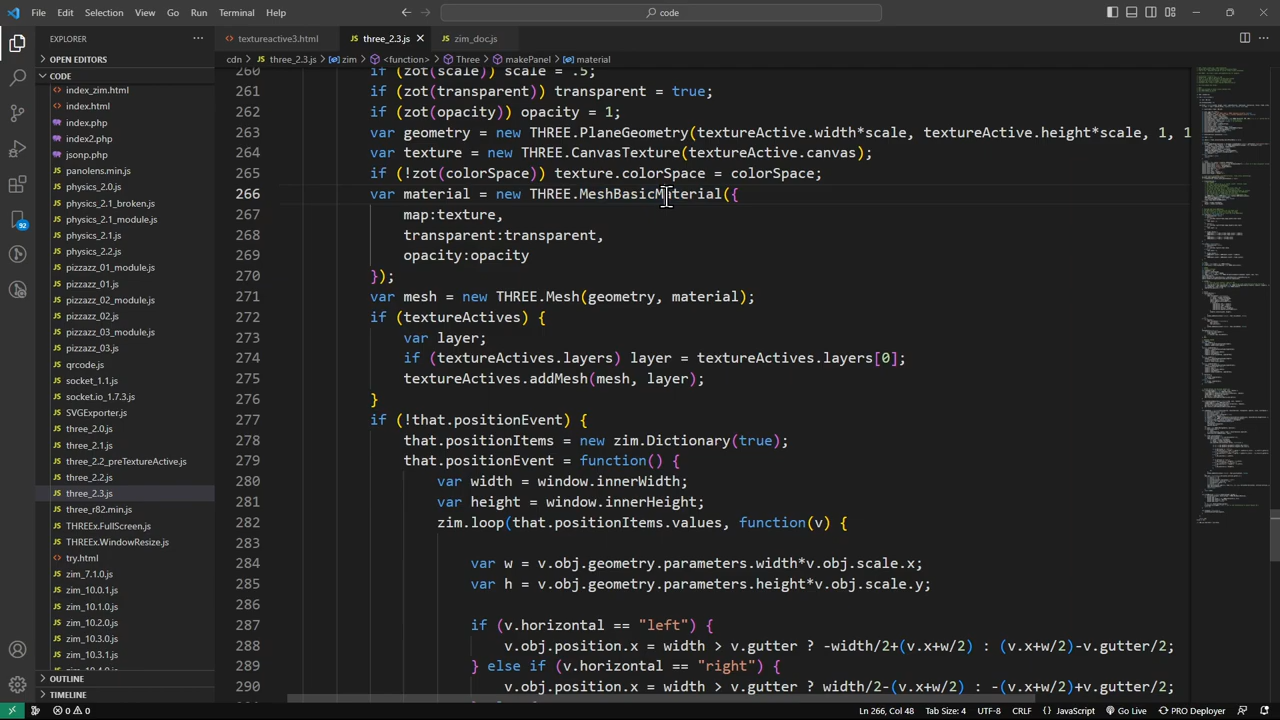 File Edit Selection View Go Run Terminal Help
code
EXPLORER
OPEN EDITORS
CODE
index_zim.html
index.html
index.php
index2.php
jsonp.php
panolens.min.js
physics_2.0.js
physics_2.1_broken.js
physics_2.1_module.js
physics_2.1.js
physics_2.2.js
pizzazz_01_module.js
pizzazz_01.js
pizzazz_02_module.js
pizzazz_02.js
pizzazz_03_module.js
pizzazz_03.js
qrcode.js
socket_1.1.js
socket.io_1.7.3.js
SVGExporter.js
three_2.0.js
three_2.1.js
three_2.2_preTextureActive.js
three_2.2.js
three_2.3.js
three_r82.min.js
THREEx.FullScreen.js
THREEx.WindowResize.js
try.html
zim_7.1.0.js
zim_10.0.1.js
zim_10.1.0.js
zim_10.2.0.js
zim_10.3.0.js
zim_10.3.1.js
zim_10.4.0.js
OUTLINE
TIMELINE
92
textureactive3.html three_2.3.js zim_doc.js
cdn > three_2.3.js > zim > <function> > Three > makePanel > material
260 if (zot(scale)) scale = .5;
261 if (zot(transparent)) transparent = true;
262 if (zot(opacity)) opacity = 1;
263 var geometry = new THREE.PlaneGeometry(textureActive.width*scale, textureActive.height*scale, 1, 1
264 var texture = new THREE.CanvasTexture(textureActive.canvas);
265 if (!zot(colorSpace)) texture.colorSpace = colorSpace;
266 var material = new THREE.MeshBasicMaterial({
267 map:texture,
268 transparent:transparent,
269 opacity:opacity
270 });
271 var mesh = new THREE.Mesh(geometry, material);
272 if (textureActives) {
273 var layer;
274 if (textureActives.layers) layer = textureActves.layers[0];
275 textureActives.addMesh(mesh, layer);
276 }
277 if (!that.positionEvent) {
278 that.positionItems = new zim.Dictionary(true);
279 that.positionEvent = function() {
280 var width = window.innerWidth;
281 var height = window.innerHeight;
282 zim.loop(that.positionItems.values, function(v) {
283
284 var w = v.obj.geometry.parameters.width*v.obj.scale.x;
285 var h = v.obj.geometry.parameters.height*v.obj.scale.y;
286
287 if (v.horizontal == "left") {
288 v.obj.position.x = width > v.gutter ? -width/2+(v.x+w/2) : (v.x+w/2)-v.gutter/2;
289 } else if (v.horizontal == "right") {
290 v.obj.position.x = width > v.gutter ? width/2-(v.x+w/2) : -(v.x+w/2)+v.gutter/2;
0 0 Ln 266, Col 48 Tab Size: 4 UTF-8 CRLF {} JavaScript Go Live PRO Deployer